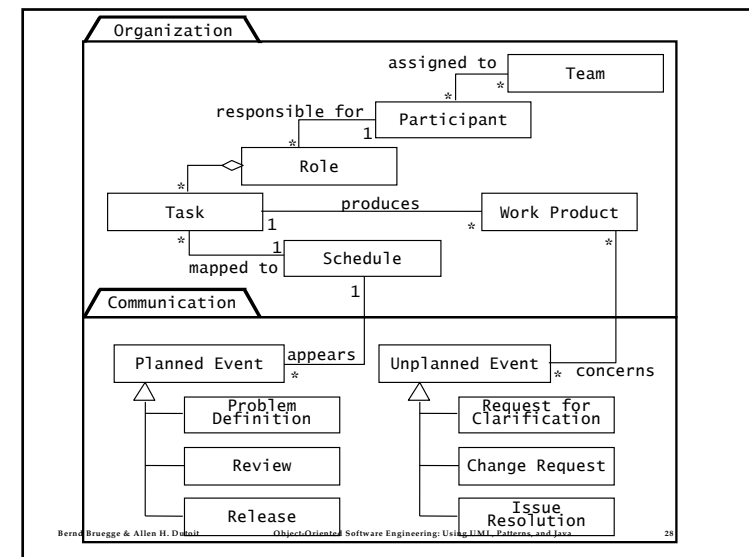 Organization
assigned to
Team
*
*
responsible for
Participant
1
*
Role
*
Task
produces
Work Product
1
*
*
1
*
mapped to
Schedule
1
Communication
Planned Event
appears
*
Unplanned Event
*
concerns
Problem
Definition
Request for
Clarification
Review
Change Request
Release
Issue
Resolution
Bernd Bruegge & Allen H. Dutoit
Object-Oriented Software Engineering: Using UML, Patterns, and Java
28